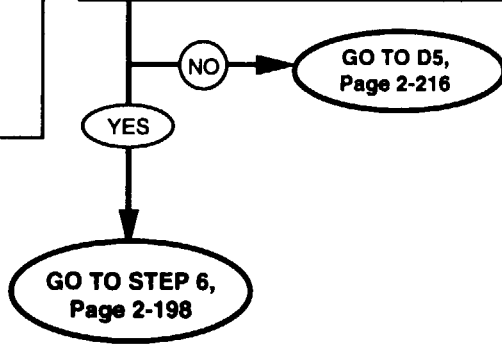 NO
GO TO D5,
Page 2-216
YES
GO TO STEP 6,
Page 2-198